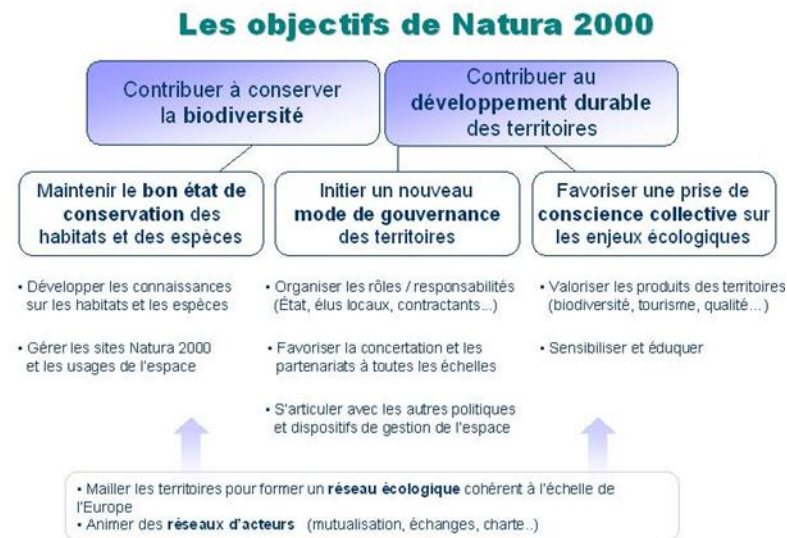 Les objectifs de Natura 2000
Contribuer à conserver
la biodiversité
Contribuer au
développement durable
des territoires
Maintenir le bon état de
conservation des
habitats et des espèces
Initier un nouveau
mode de gouvernance
des territoires
Favoriser une prise de
conscience collective sur
les enjeux écologiques
• Développer les connaissances
sur les habitats et les espèces
• Gérer les sites Natura 2000
et les usages de l'espace
• Organiser les rôles / responsabilités
(État, élus locaux, contractants...)
• Favoriser la concertation et les
partenariats à toutes les échelles
• S'articuler avec les autres politiques
et dispositifs de gestion de l'espace
• Valoriser les produits des territoires
(biodiversité, tourisme, qualité...)
• Sensibiliser et éduquer
• Mailler les territoires pour former un réseau écologique cohérent à l'échelle de
l'Europe
• Animer des réseaux d'acteurs (mutualisation, échanges, charte..)